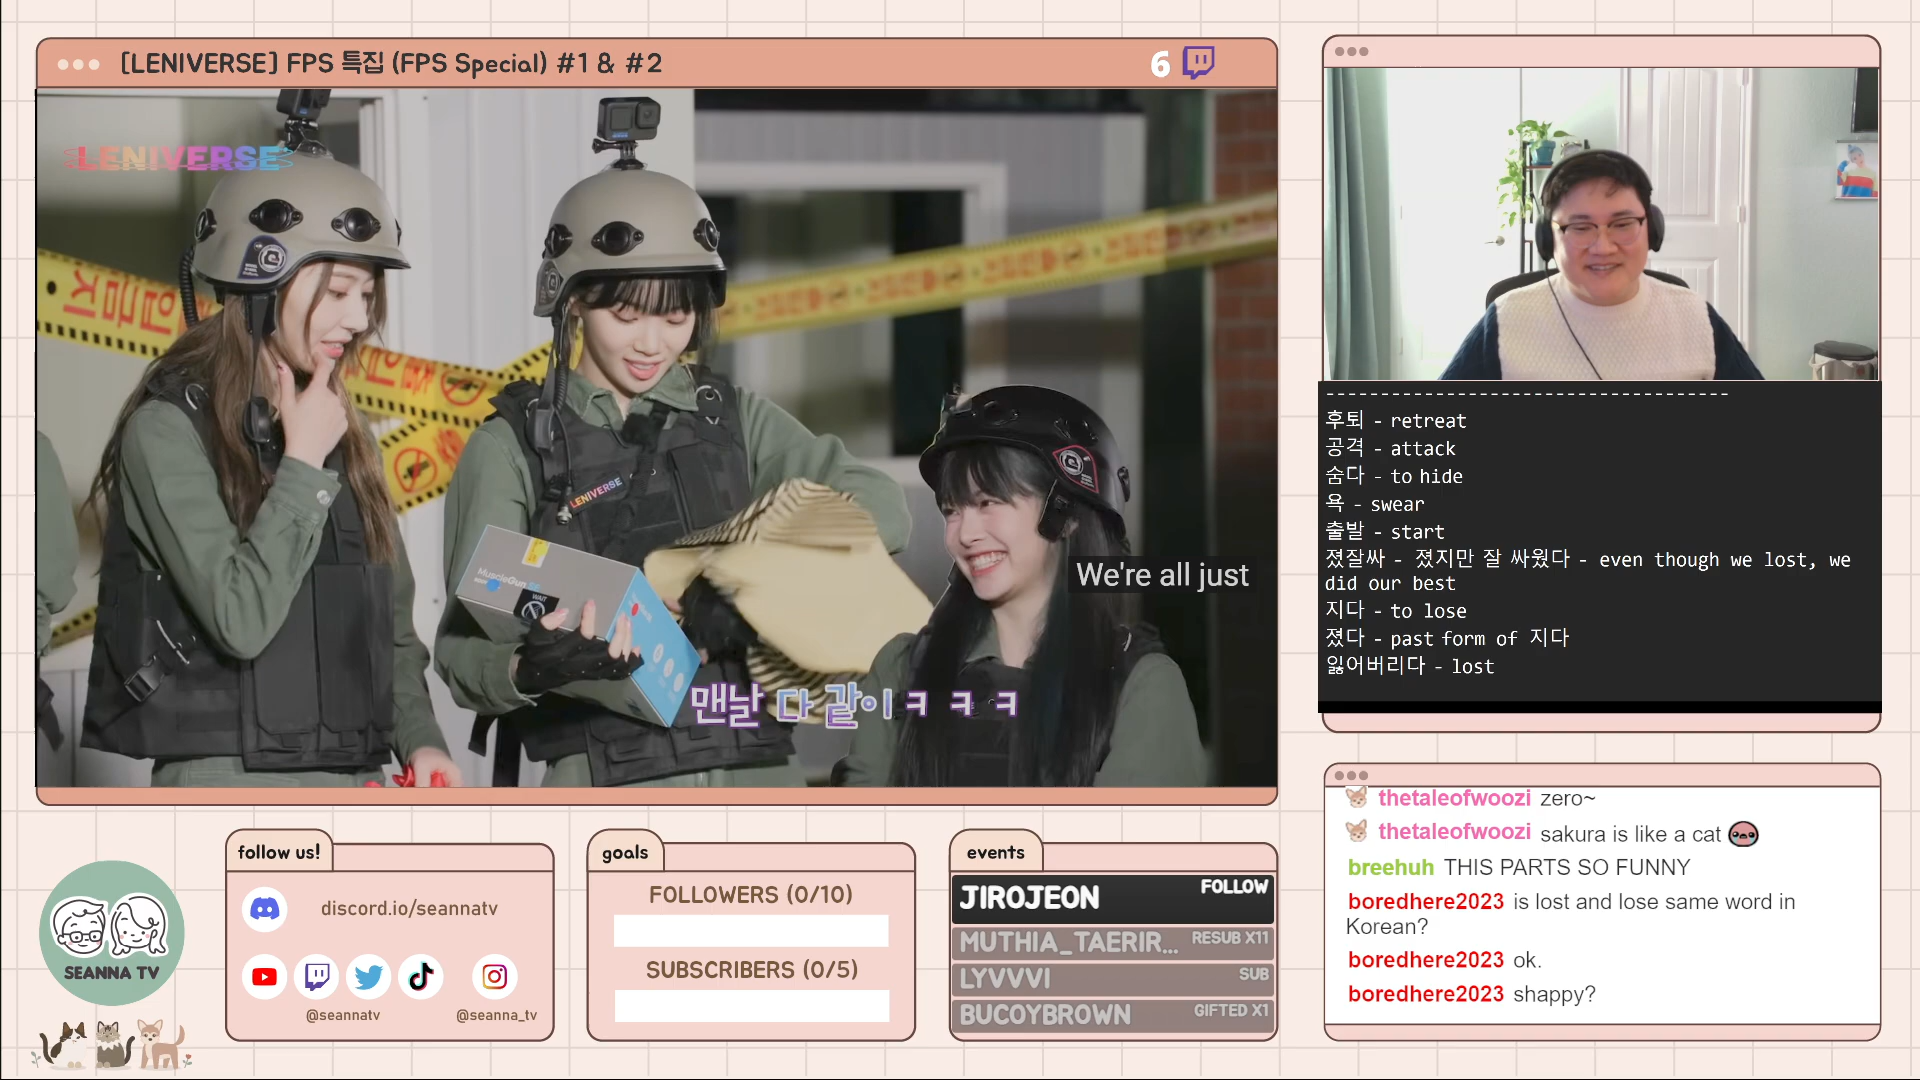 [LENIVERSE] FPS 특집 (FPS Special) #1 & #2
6
LENIVERSE
LENIVERSE
MuscleGun
WAIT
We're all just
맨날 다 같이 ㅋ ㅋ ㅋ
후퇴 - retreat
공격 - attack
숨다 - to hide
욕 - swear
출발 - start
졌잘싸 - 졌지만 잘 싸웠다 - even though we lost, we
did our best
지다 - to lose
졌다 - past form of 지다
잃어버리다 - lost
thetaleofwoozi zero~
thetaleofwoozi sakura is like a cat
breehuh THIS PARTS SO FUNNY
boredhere2023 is lost and lose same word in
Korean?
boredhere2023 ok.
boredhere2023 shappy?
SEANNA TV
follow us!
discord.io/seannatv
@seannatv
@seanna_tv
goals
FOLLOWERS (0/10)
SUBSCRIBERS (0/5)
events
JIROJEON FOLLOW
MUTHIA_TAERIR... RESUB X11
LYVVVI SUB
BUCOYBROWN GIFTED X1